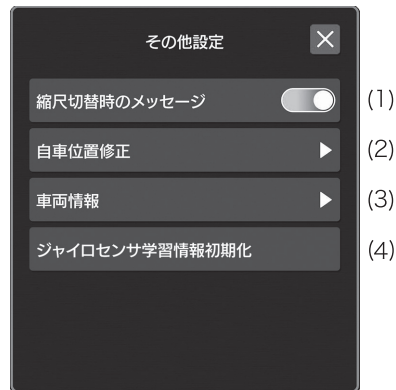 その他設定
縮尺切替時のメッセージ (1)
自車位置修正 (2)
車両情報 (3)
ジャイロセンサ学習情報初期化 (4)